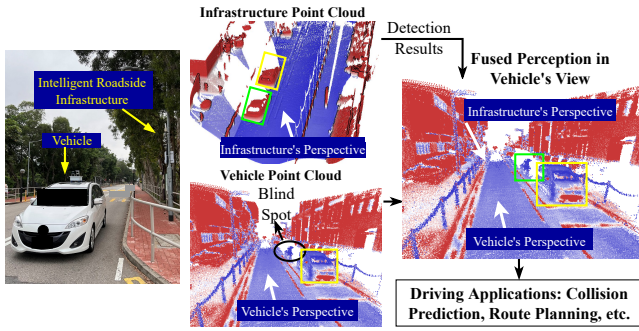 Intelligent Roadside
Infrastructure
Vehicle
Infrastructure Point Cloud
Infrastructure's Perspective
Vehicle Point Cloud
Blind
Spot
Vehicle's Perspective
Detection
Results
Fused Perception in
Vehicle's View
Infrastructure's Perspective
Vehicle's Perspective
Driving Applications: Collision
Prediction, Route Planning, etc.